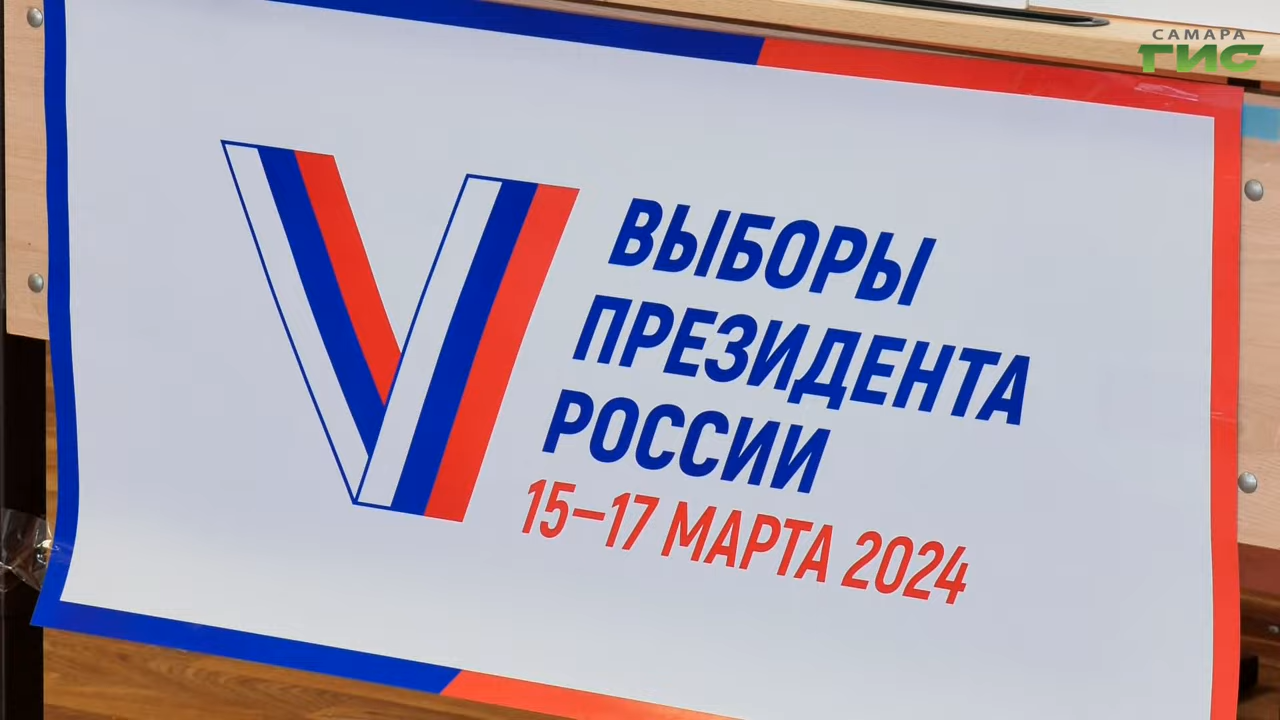 САМАРА
ГИС
ВЫБОРЫ
ПРЕЗИДЕНТА
РОССИИ
15–17 МАРТА 2024